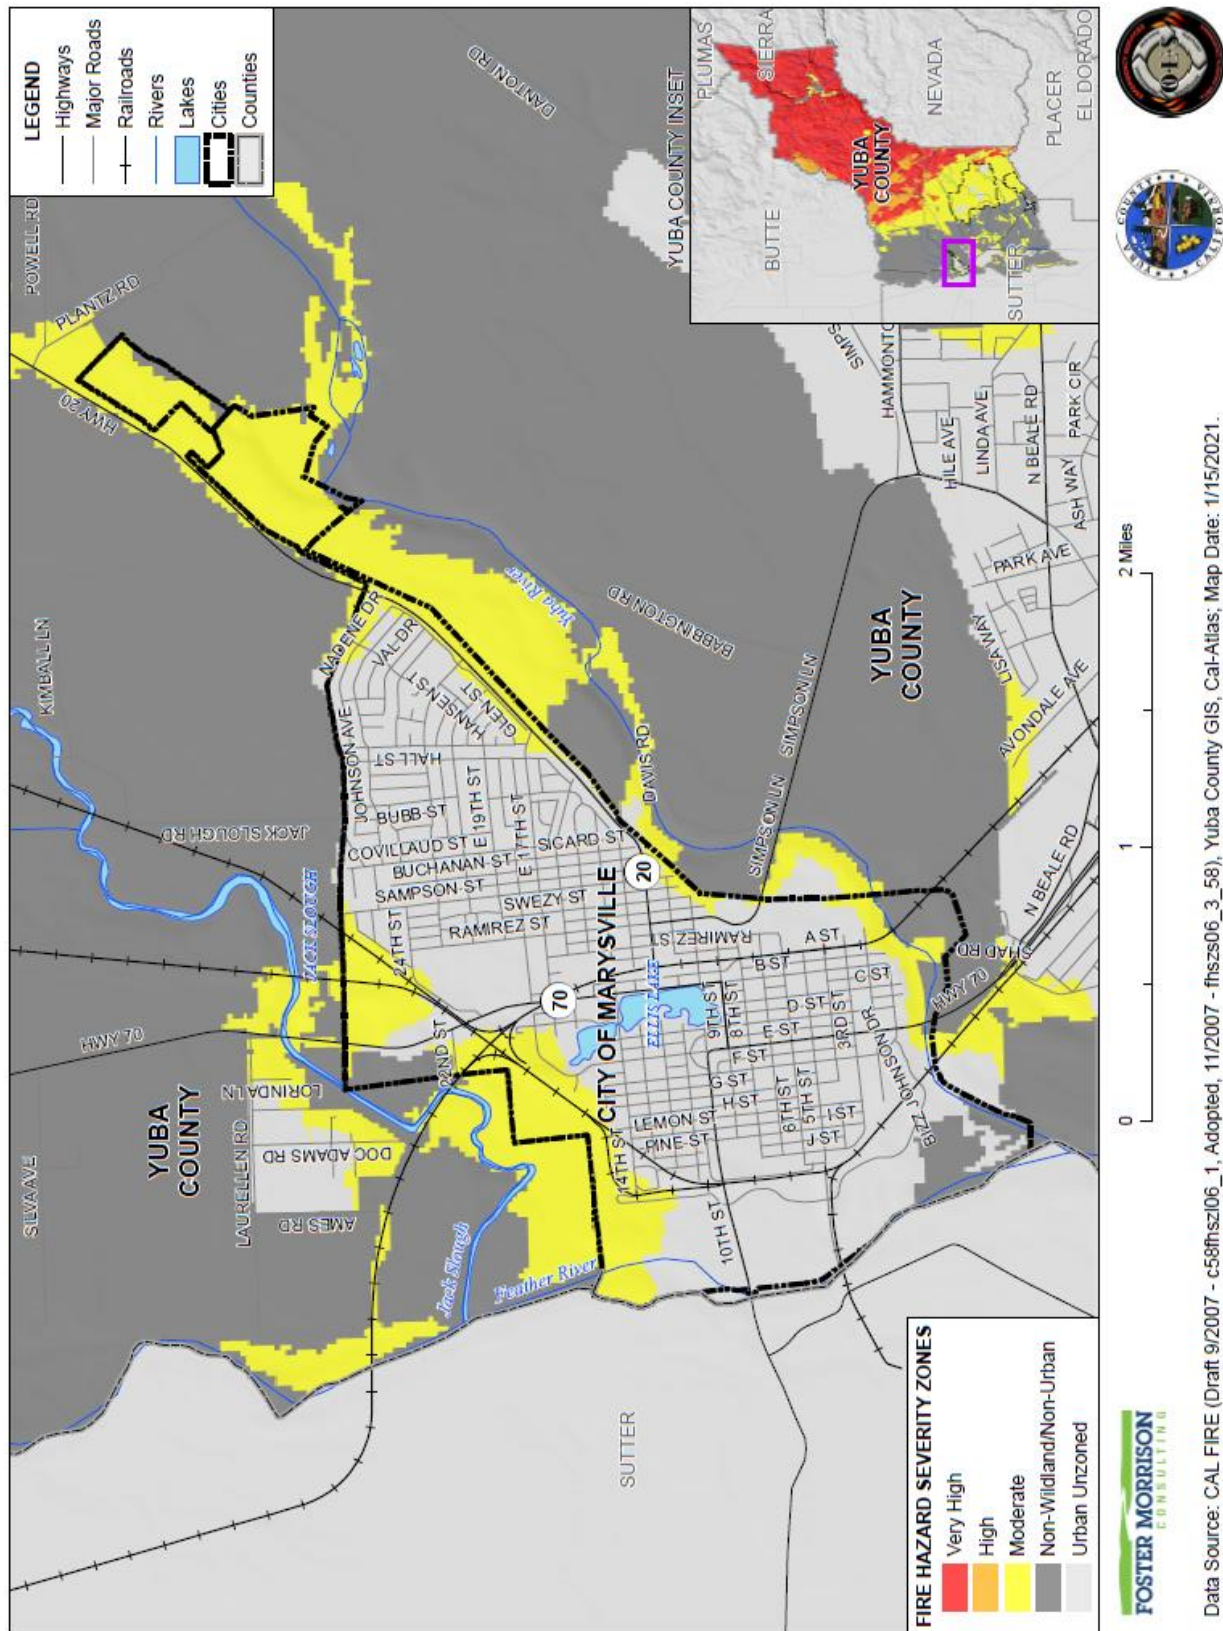 LEGEND
Highways
Major Roads
Railroads
Rivers
Lakes
Cities
Counties
SILVA AVE
KIMBALL LN
POWELL RD
PLANTZ RD
HWY 20
DANTONI RD
HWY 70
JACK SLOUGH RD
JACK SLOUGH
YUBA
COUNTY
LAURELLEN RD
LORINDA LN
DOC ADAMS RD
AMES RD
JOHNSON AVE
NADENE DR
VAL DR
HANSEN ST
GLEN ST
HALL ST
BUBB ST
COVILLAUD ST
E 19TH ST
BUCHANAN ST
E 17TH ST
SAMPSON ST
SICARD ST
SWEZY ST
RAMIREZ ST
24TH ST
22ND ST
Jack Slough
Feather River
Yuba River
DAVIS RD
BABBINGTON RD
20
70
CITY OF MARYSVILLE
ELLIS LAKE
14TH ST
LEMON ST
PINE ST
10TH ST
9TH ST
8TH ST
RAMIREZ ST
A ST
B ST
C ST
D ST
E ST
F ST
G ST
H ST
I ST
J ST
6TH ST
5TH ST
3RD ST
BIZZ JOHNSON DR
SIMPSON LN
SIMPSON LN
YUBA
COUNTY
HWY 70
SHAD RD
N BEALE RD
AVONDALE AVE
LISA WAY
PARK AVE
ASH WAY
PARK CIR
N BEALE RD
LINDA AVE
HILE AVE
HAMMONTO
SIMPS
SUTTER
YUBA COUNTY INSET
PLUMAS
SIERRA
BUTTE
YUBA
COUNTY
NEVADA
SUTTER
PLACER
EL DORADO
FIRE HAZARD SEVERITY ZONES
Very High
High
Moderate
Non-Wildland/Non-Urban
Urban Unzoned
FOSTER MORRISON
CONSULTING
0
1
2 Miles
YUBA COUNTY
CALIFORNIA
Data Source: CAL FIRE (Draft 9/2007 - c58fhszl06_1, Adopted, 11/2007 - fhszs06_3_58), Yuba County GIS, Cal-Atlas; Map Date: 1/15/2021.